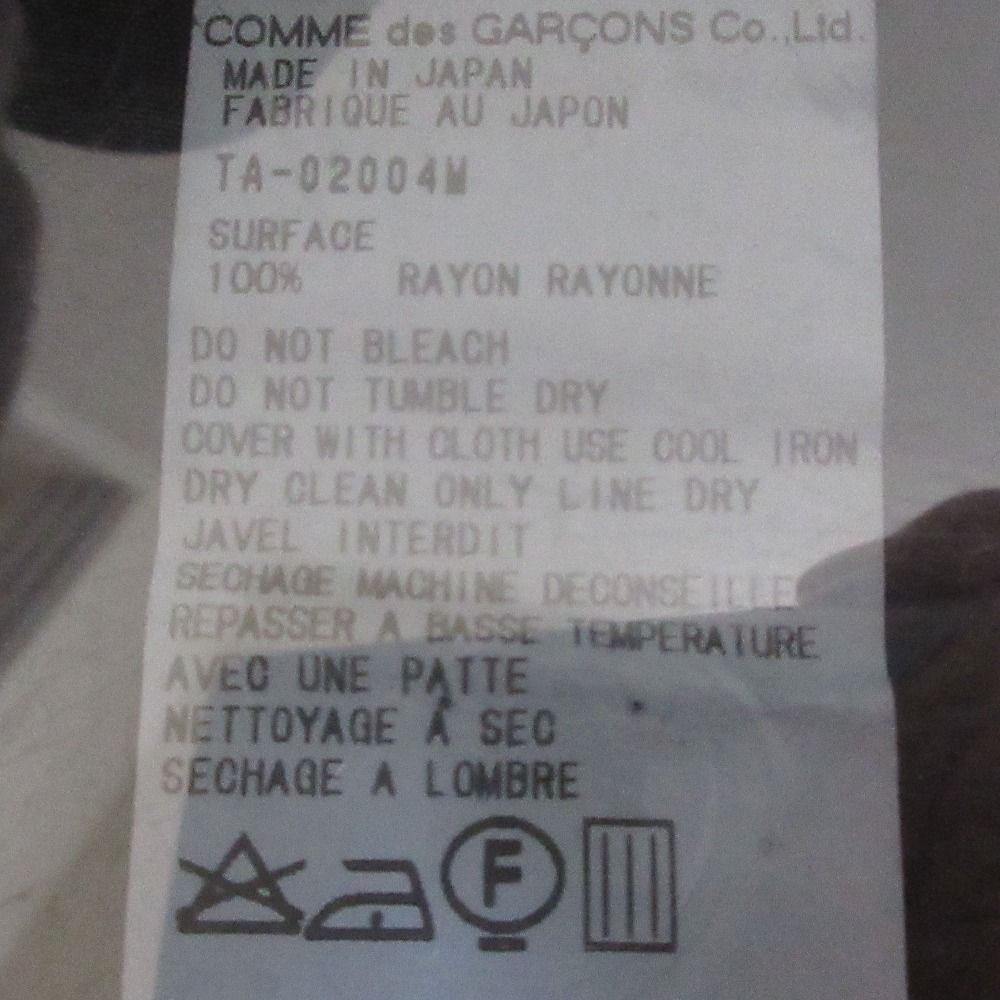 COMME des GARÇONS Co.,Ltd.
MADE IN JAPAN
FABRIQUE AU JAPON
TA-02004M
SURFACE
100% RAYON RAYONNE
DO NOT BLEACH
DO NOT TUMBLE DRY
COVER WITH CLOTH USE COOL IRON
DRY CLEAN ONLY LINE DRY
JAVEL INTERDIT
SECHAGE MACHINE DECONSEILLE
REPASSER A BASSE TEMPERATURE
AVEC UNE PATTE
NETTOYAGE A SEC
SECHAGE A LOMBRE
F